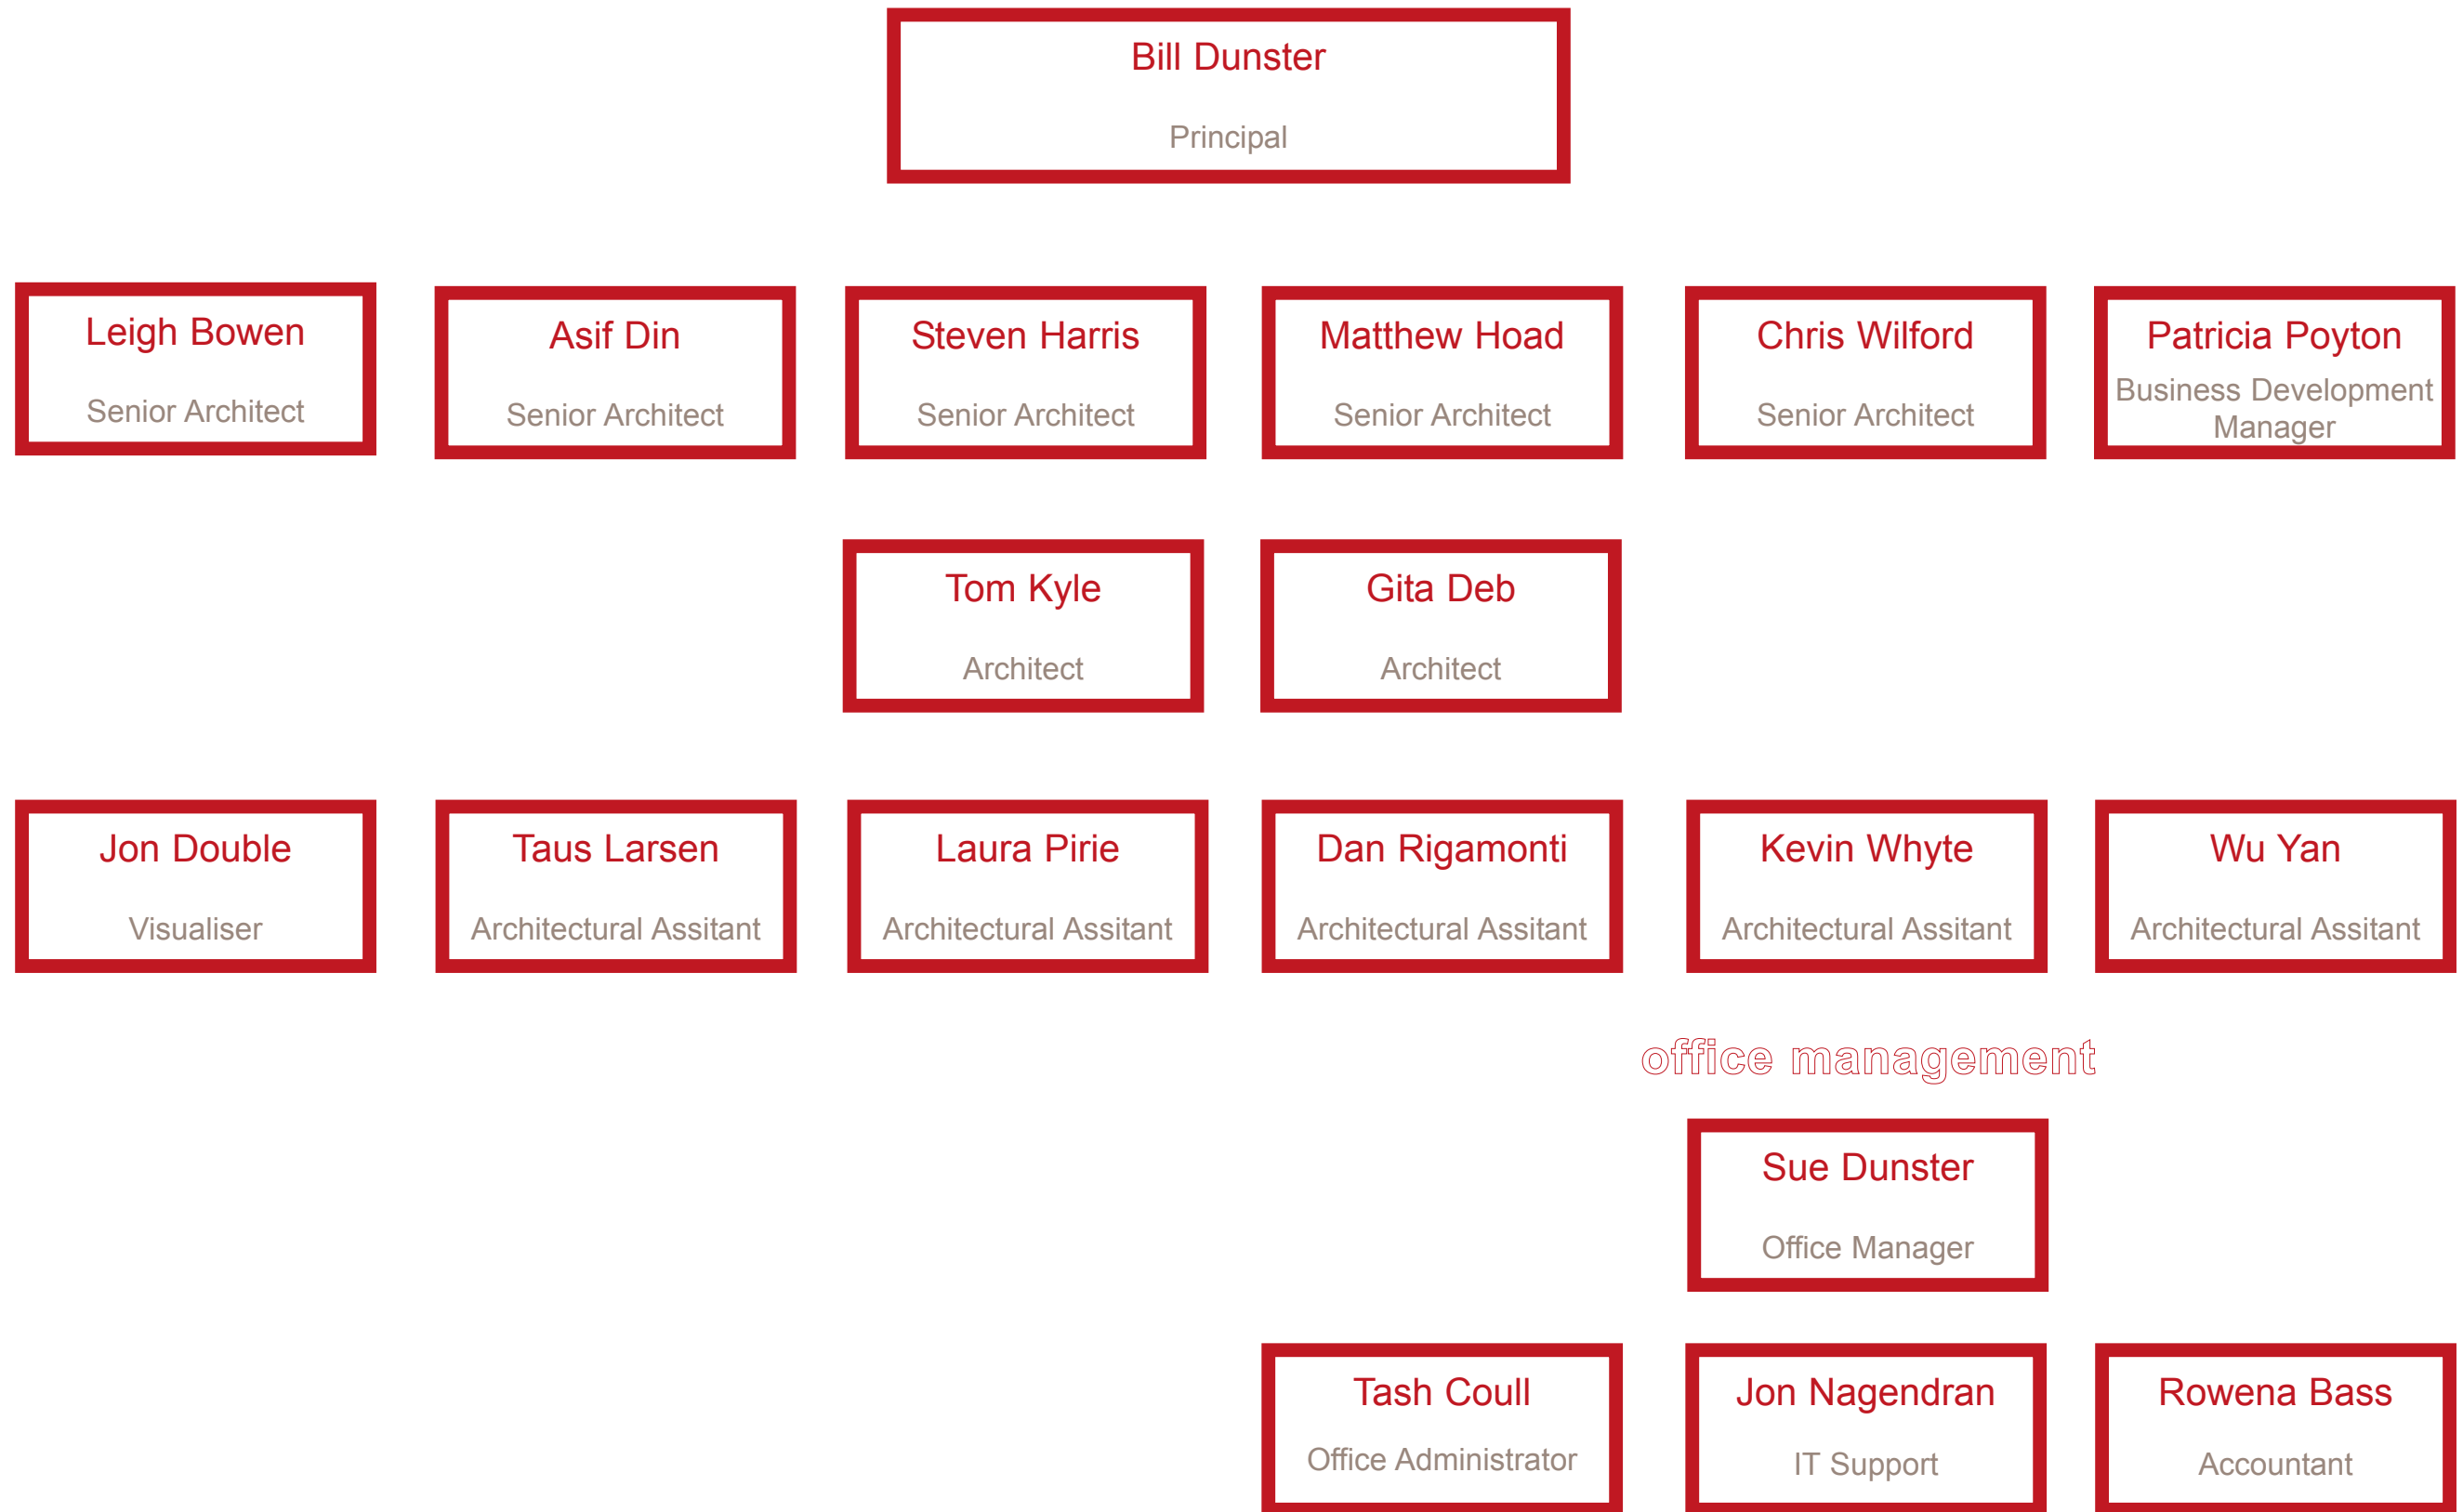 Bill Dunster
Principal
Leigh Bowen
Senior Architect
Asif Din
Senior Architect
Steven Harris
Senior Architect
Matthew Hoad
Senior Architect
Chris Wilford
Senior Architect
Patricia Poyton
Business Development
Manager
Tom Kyle
Architect
Gita Deb
Architect
Jon Double
Visualiser
Taus Larsen
Architectural Assitant
Laura Pirie
Architectural Assitant
Dan Rigamonti
Architectural Assitant
Kevin Whyte
Architectural Assitant
Wu Yan
Architectural Assitant
office management
Sue Dunster
Office Manager
Tash Coull
Office Administrator
Jon Nagendran
IT Support
Rowena Bass
Accountant